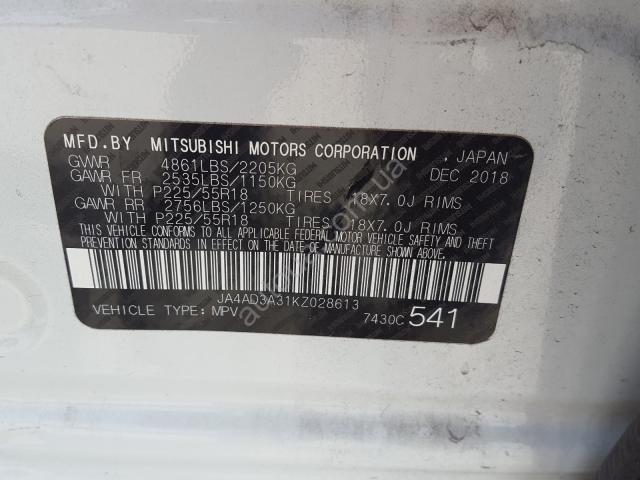 MFD.BY MITSUBISHI MOTORS CORPORATION , JAPAN
GVWR 4861LBS/2205KG DEC 2018
GAWR FR 2535LBS/1150KG
WITH P225/55R18 TIRES 18X7.0J RIMS
GAWR RR 2756LBS/1250KG
WITH P225/55R18 TIRES 18X7.0J RIMS
THIS VEHICLE CONFORMS TO ALL APPLICABLE FEDERAL MOTOR VEHICLE SAFETY AND THEFT
PREVENTION STANDARDS IN EFFECT ON THE DATE OF MANUFACTURE SHOWN ABOVE.
JA4AD3A31KZ028613
VEHICLE TYPE: MPV 7430C 541